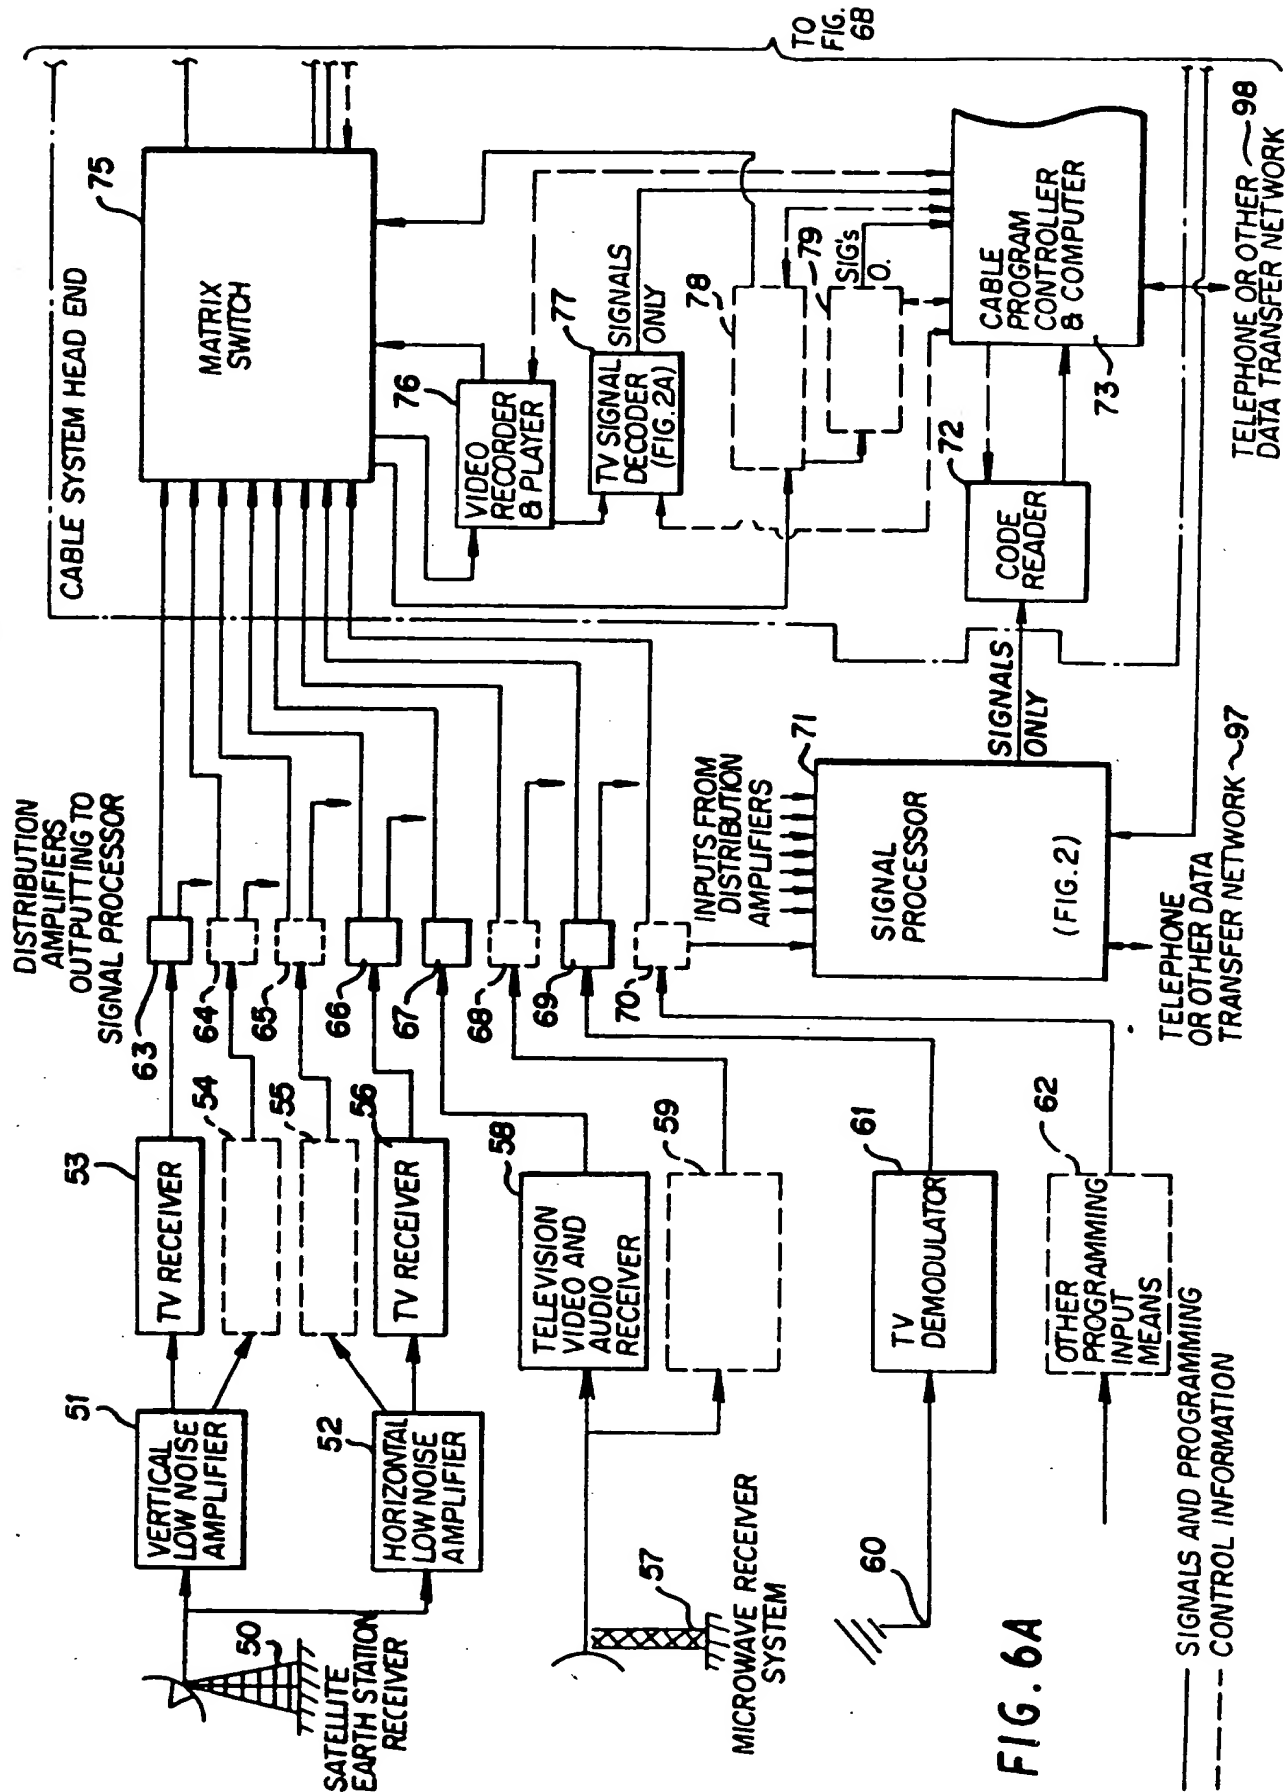 CABLE SYSTEM HEAD END
TO
FIG.
6B
75
MATRIX
SWITCH
76
VIDEO
RECORDER
& PLAYER
77
TV SIGNAL
DECODER
(FIG.2A)
SIGNALS
ONLY
78
79
SIG's
O.
CABLE
PROGRAM
CONTROLLER
& COMPUTER
73
72
CODE
READER
TELEPHONE OR OTHER 98
DATA TRANSFER NETWORK
DISTRIBUTION
AMPLIFIERS
OUTPUTTING TO
SIGNAL PROCESSOR
63
64
65
66
67
68
69
70
INPUTS FROM
DISTRIBUTION
AMPLIFIERS
71
SIGNAL
PROCESSOR
(FIG.2)
SIGNALS
ONLY
TELEPHONE
OR OTHER DATA
TRANSFER NETWORK 97
53
TV RECEIVER
54
55
56
TV RECEIVER
58
TELEVISION
VIDEO AND
AUDIO
RECEIVER
59
61
TV
DEMODULATOR
62
OTHER
PROGRAMMING
INPUT
MEANS
51
VERTICAL
LOW NOISE
AMPLIFIER
52
HORIZONTAL
LOW NOISE
AMPLIFIER
50
SATELLITE
EARTH STATION
RECEIVER
57
MICROWAVE RECEIVER
SYSTEM
60
FIG. 6A
SIGNALS AND PROGRAMMING
CONTROL INFORMATION